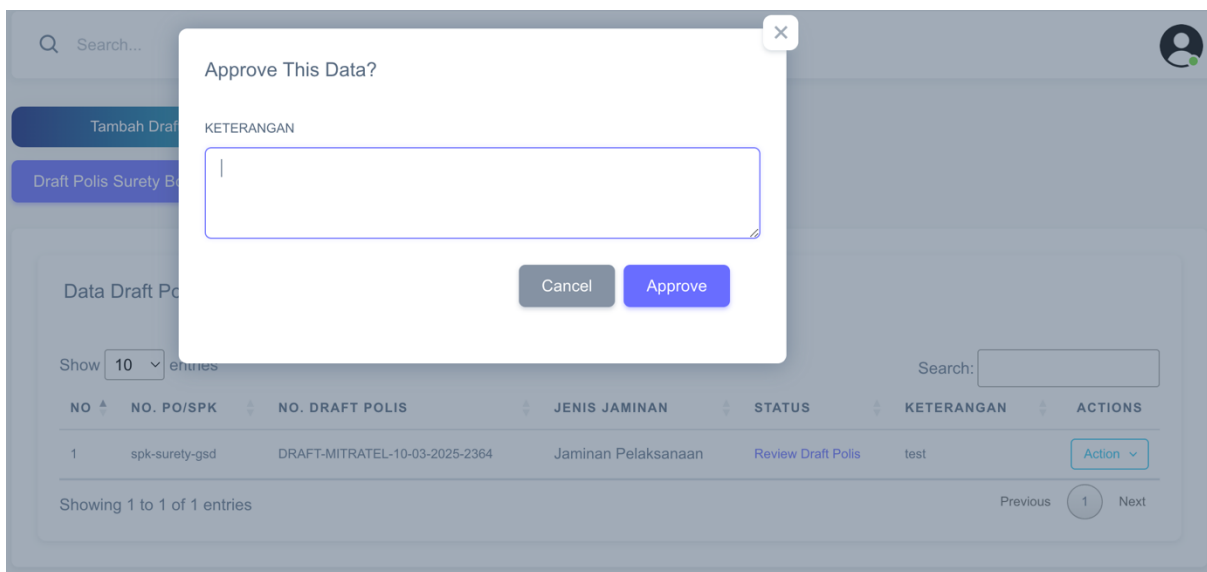 Search...
Approve This Data?
Tambah Draf
KETERANGAN
Draft Polis Surety Bo
Cancel
Approve
Data Draft Po
Show 10 entries
Search:
NO NO. PO/SPK NO. DRAFT POLIS JENIS JAMINAN STATUS KETERANGAN ACTIONS
1 spk-surety-gsd DRAFT-MITRATEL-10-03-2025-2364 Jaminan Pelaksanaan Review Draft Polis test Action
Showing 1 to 1 of 1 entries
Previous 1 Next